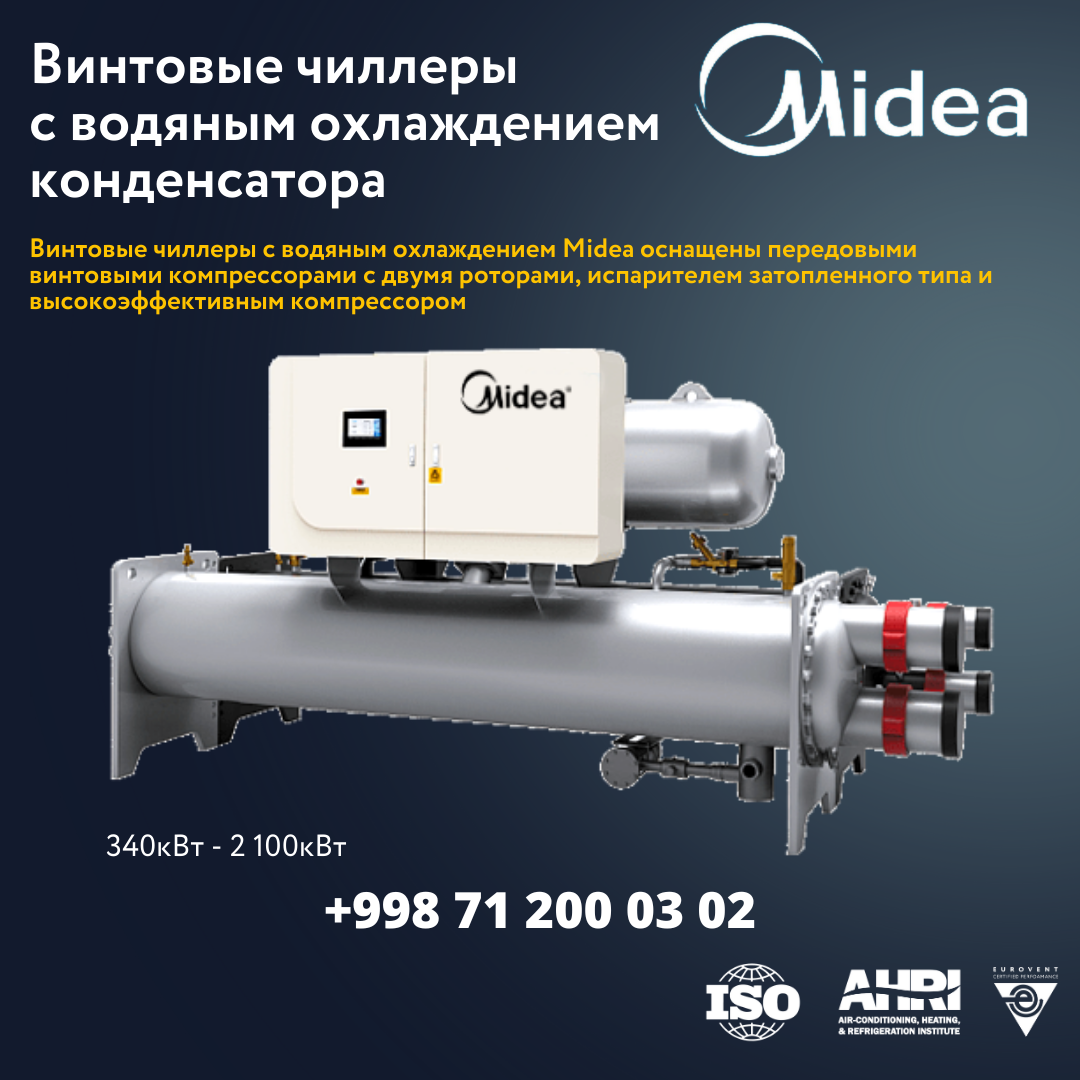 Винтовые чиллеры
с водяным охлаждением
конденсатора
Midea
Винтовые чиллеры с водяным охлаждением Midea оснащены передовыми
винтовыми компрессорами с двумя роторами, испарителем затопленного типа и
высокоэффективным компрессором
Midea
340кВт - 2 100кВт
+998 71 200 03 02
ISO
AHRI
AIR-CONDITIONING, HEATING,
& REFRIGERATION INSTITUTE
EUROVENT
CERTIFIED PERFORMANCE